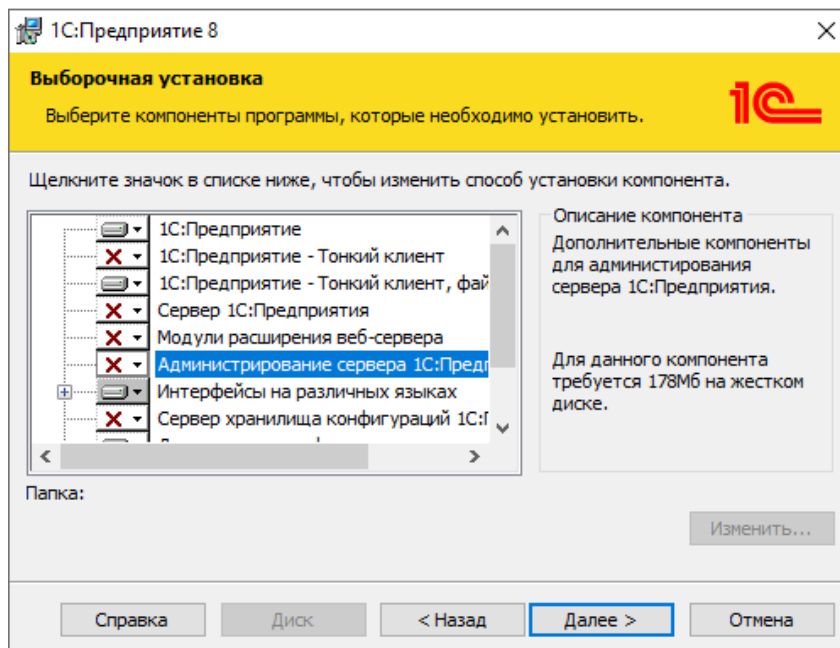 1С:Предприятие 8
Выборочная установка
Выберите компоненты программы, которые необходимо установить.
1С
Щелкните значок в списке ниже, чтобы изменить способ установки компонента.
1С:Предприятие
1С:Предприятие - Тонкий клиент
1С:Предприятие - Тонкий клиент, фай
Сервер 1С:Предприятия
Модули расширения веб-сервера
Администрирование сервера 1С:Пред
Интерфейсы на различных языках
Сервер хранилища конфигураций 1С:
Описание компонента
Дополнительные компоненты
для администирования
сервера 1С:Предприятия.
Для данного компонента
требуется 178Мб на жестком
диске.
Папка:
Изменить...
Справка
Диск
< Назад
Далее >
Отмена